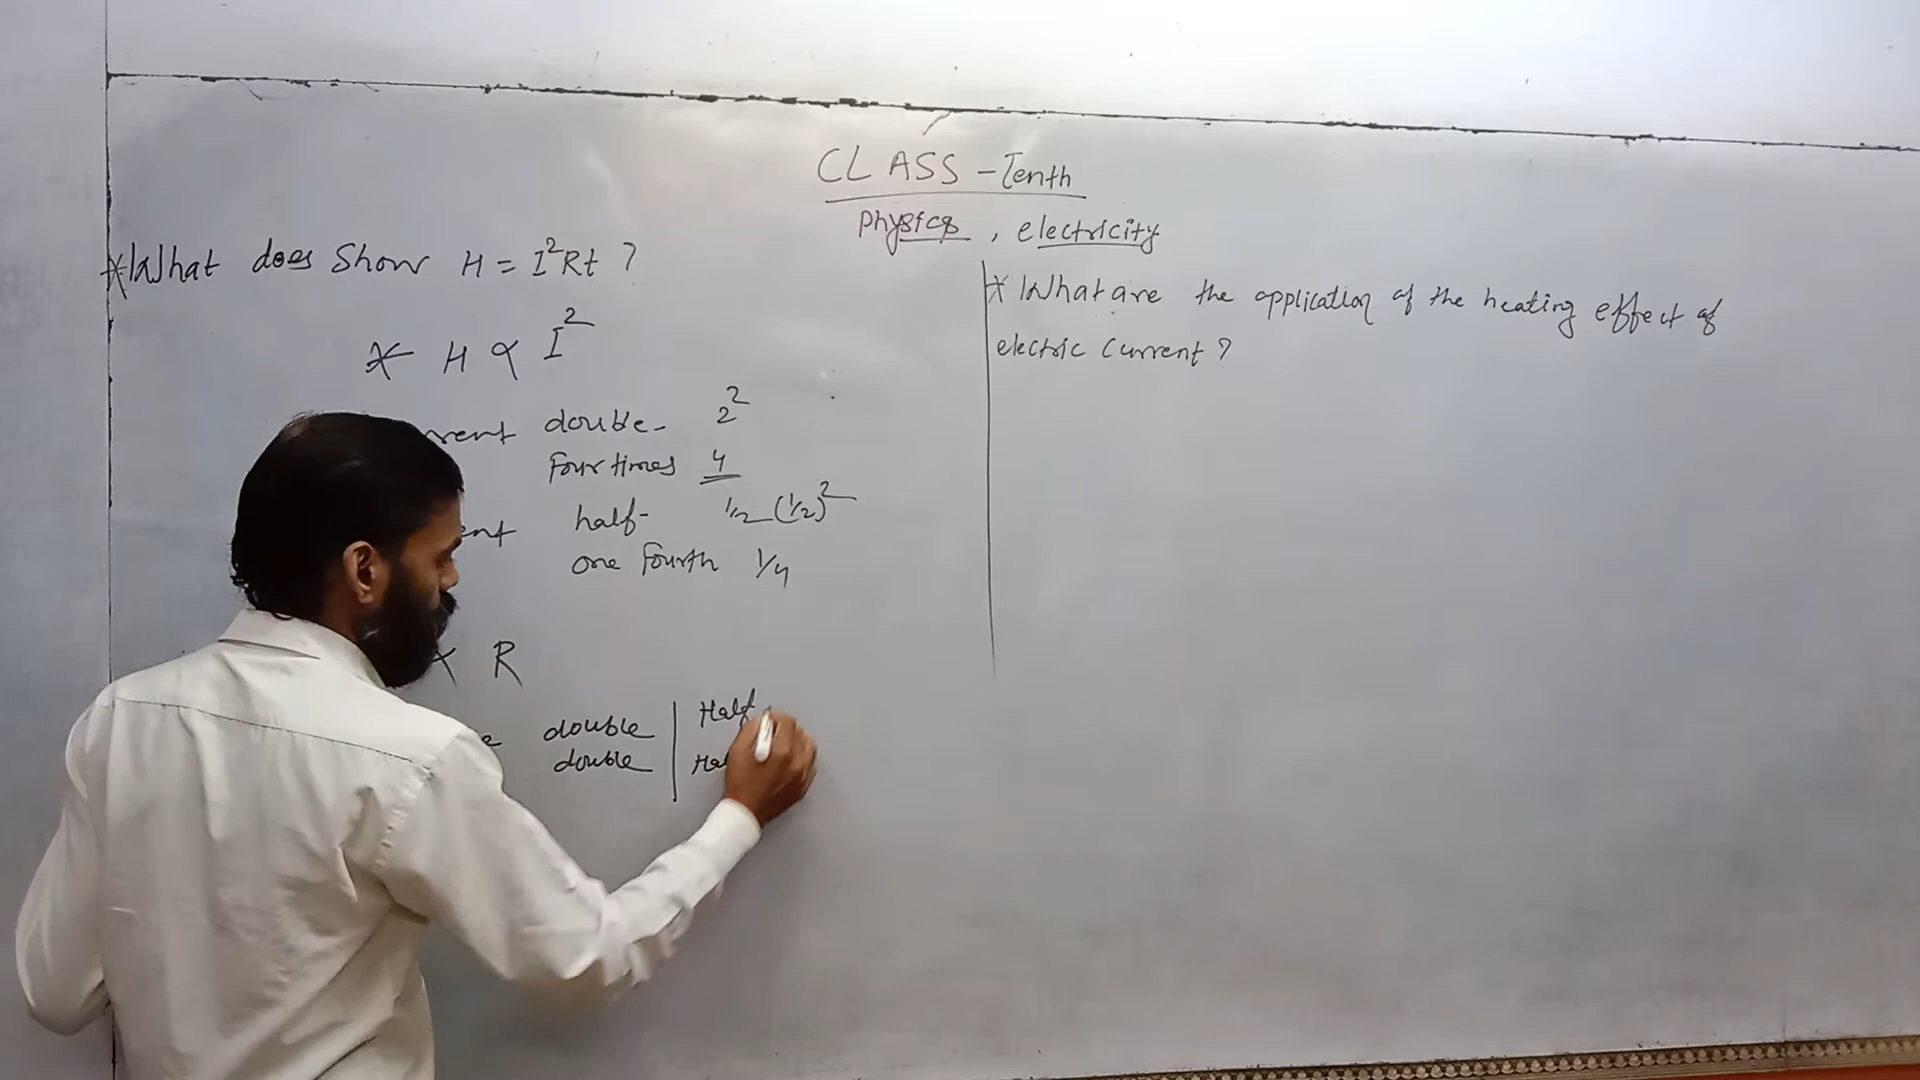 CLASS - Tenth
Physics, electricity
* What does Show H = I²Rt ?
* H ∝ I²
double - 2²
Four times 4
half - 1/2 (1/2)²
one fourth 1/4
R
double | Half
double
* What are the application of the heating effect of
electric current ?